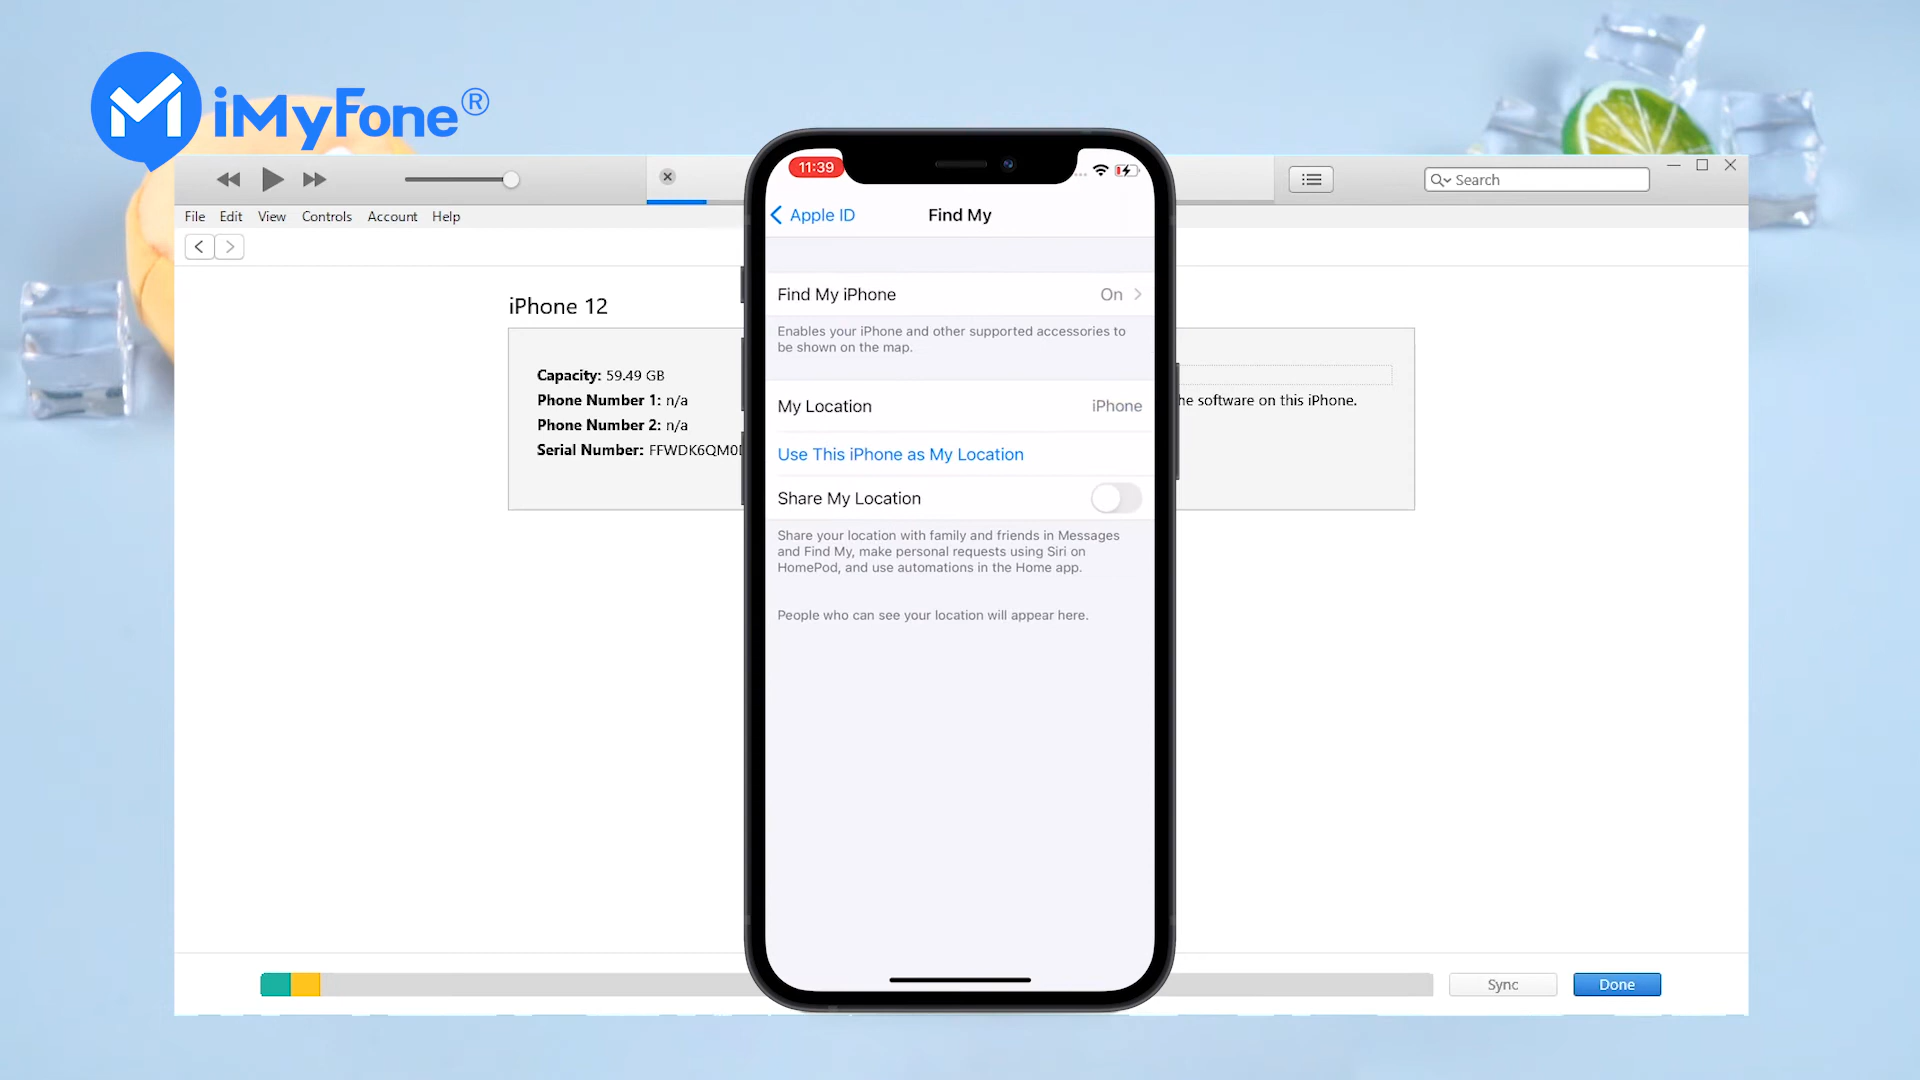 iMyFone®
Search
File Edit View Controls Account Help
iPhone 12
Capacity: 59.49 GB
Phone Number 1: n/a
Phone Number 2: n/a
Serial Number:
software on this iPhone.
11:39
Apple ID
Find My
Find My iPhone On
Enables your iPhone and other supported accessories to
be shown on the map.
My Location iPhone
Use This iPhone as My Location
Share My Location
Share your location with family and friends in Messages
and Find My, make personal requests using Siri on
HomePod, and use automations in the Home app.
People who can see your location will appear here.
Sync
Done